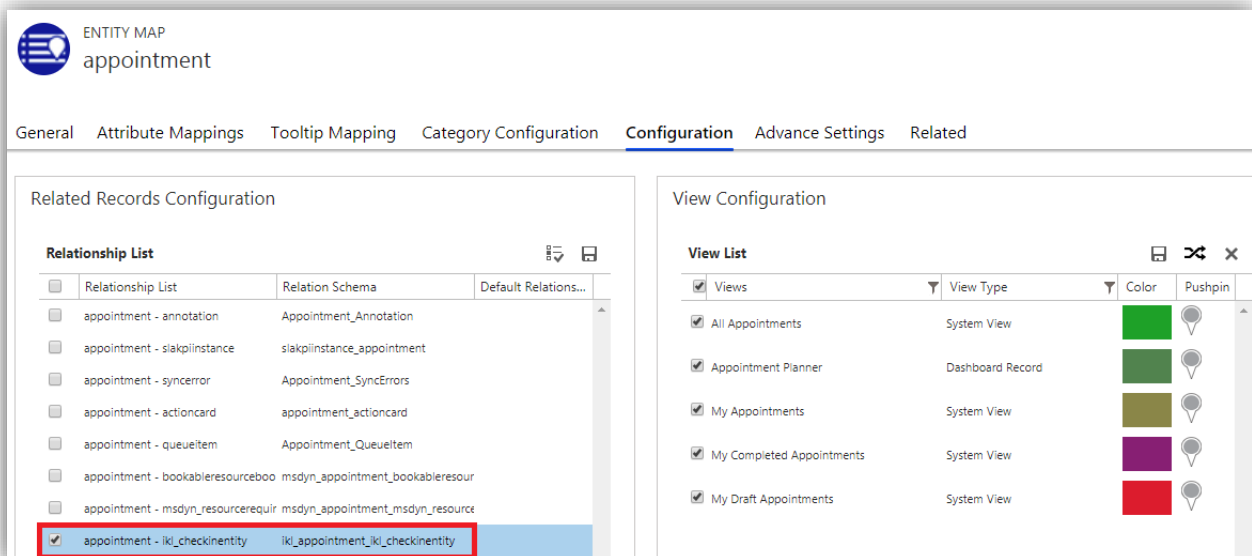 ENTITY MAP
appointment
General Attribute Mappings Tooltip Mapping Category Configuration Configuration Advance Settings Related
Related Records Configuration
Relationship List
Relationship List Relation Schema Default Relations...
appointment - annotation Appointment_Annotation
appointment - slakpiinstance slakpiinstance_appointment
appointment - syncerror Appointment_SyncErrors
appointment - actioncard appointment_actioncard
appointment - queueitem Appointment_QueueItem
appointment - bookableresourceboo msdyn_appointment_bookableresour
appointment - msdyn_resourcerequir msdyn_appointment_msdyn_resource
appointment - ikl_checkinentity ikl_appointment_ikl_checkinentity
View Configuration
View List
Views View Type Color Pushpin
All Appointments System View
Appointment Planner Dashboard Record
My Appointments System View
My Completed Appointments System View
My Draft Appointments System View